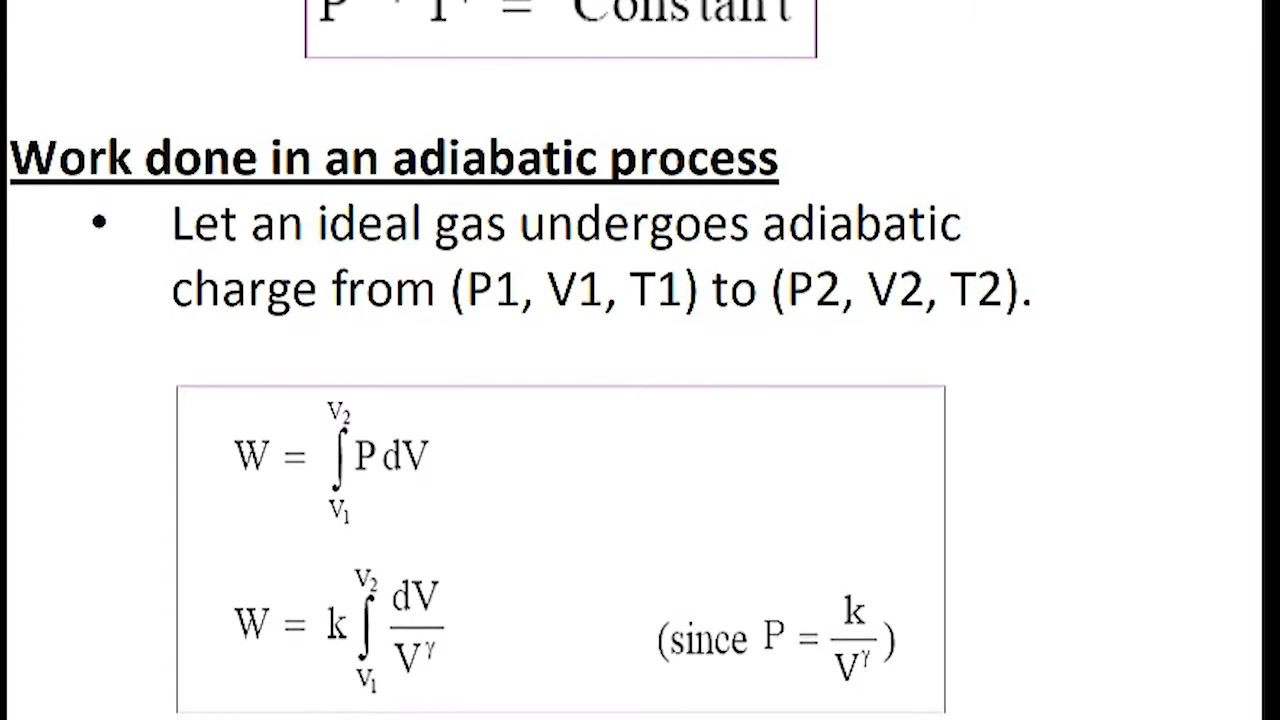 P T = Constant
Work done in an adiabatic process
• Let an ideal gas undergoes adiabatic
charge from (P1, V1, T1) to (P2, V2, T2).
W = ∫_{V₁}^{V₂} P dV
W = k ∫_{V₁}^{V₂} dV / V^γ (since P = k / V^γ)